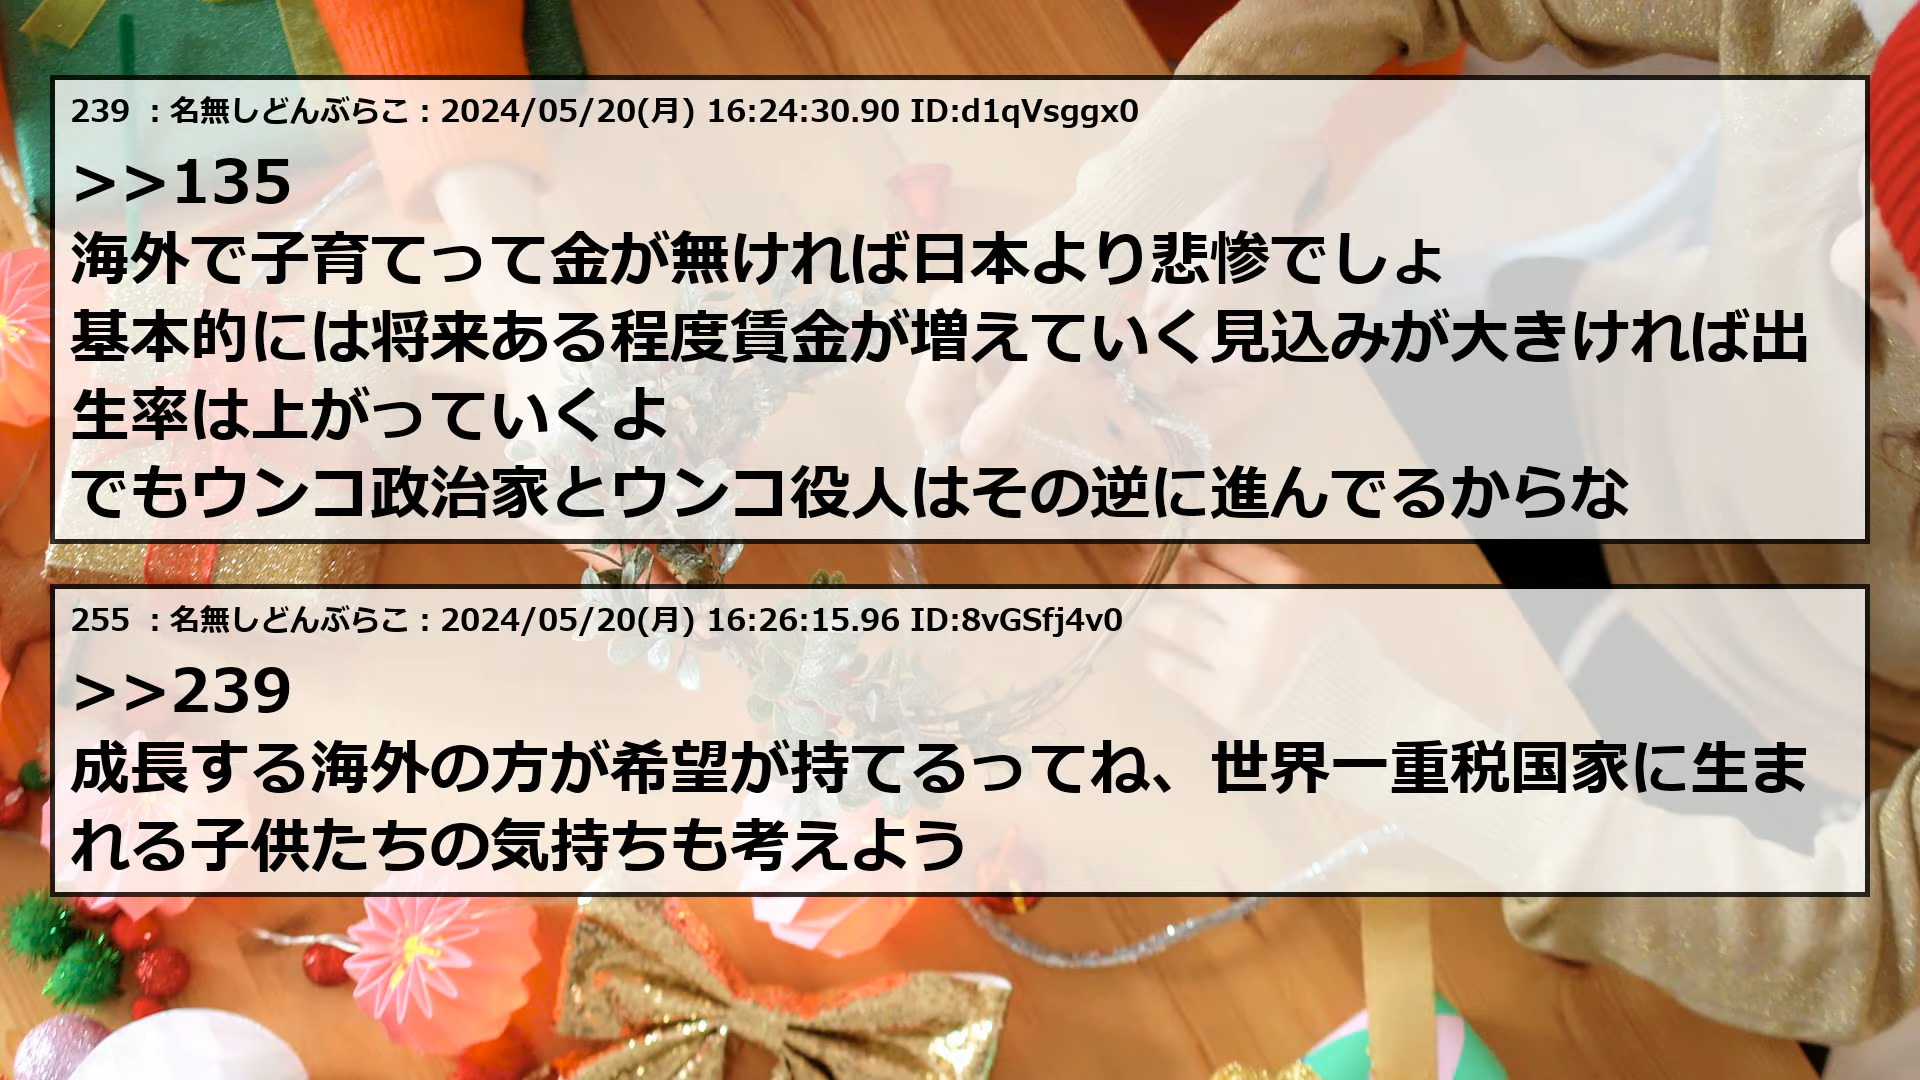 239 ：名無しどんぶらこ：2024/05/20(月) 16:24:30.90 ID:d1qVsggx0
>>135
海外で子育てって金が無ければ日本より悲惨でしょ
基本的には将来ある程度賃金が増えていく見込みが大きければ出
生率は上がっていくよ
でもウンコ政治家とウンコ役人はその逆に進んでるからな
255 ：名無しどんぶらこ：2024/05/20(月) 16:26:15.96 ID:8vGSfj4v0
>>239
成長する海外の方が希望が持てるってね、世界一重税国家に生ま
れる子供たちの気持ちも考えよう